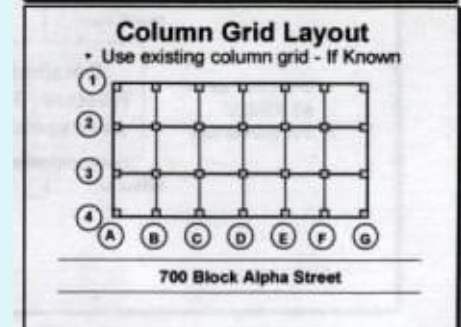 Column Grid Layout
• Use existing column grid - If Known
1
2
3
4
A B C D E F G
700 Block Alpha Street